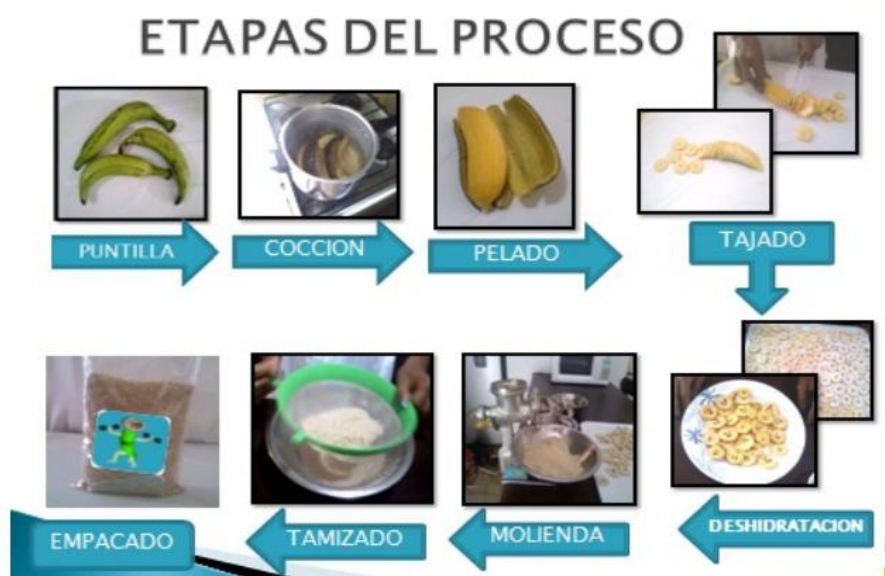 ETAPAS DEL PROCESO
PUNTILLA
COCCION
PELADO
TAJADO
DESHIDRATACION
MOLIENDA
TAMIZADO
EMPACADO